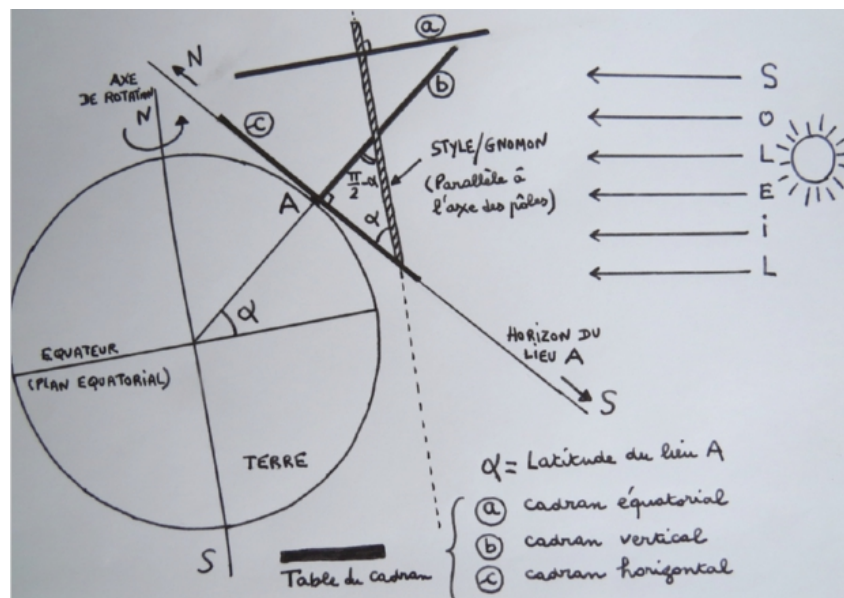 AXE
DE ROTATION
N
N
a
b
c
A
π/2-α
α
STYLE/GNOMON
(Parallèle à
l'axe des pôles)
S
O
L
E
i
L
α
EQUATEUR
(PLAN EQUATORIAL)
HORIZON DU
LIEU A
S
TERRE
S
α = Latitude du lieu A
a cadran équatorial
b cadran vertical
c cadran horizontal
Table du cadran